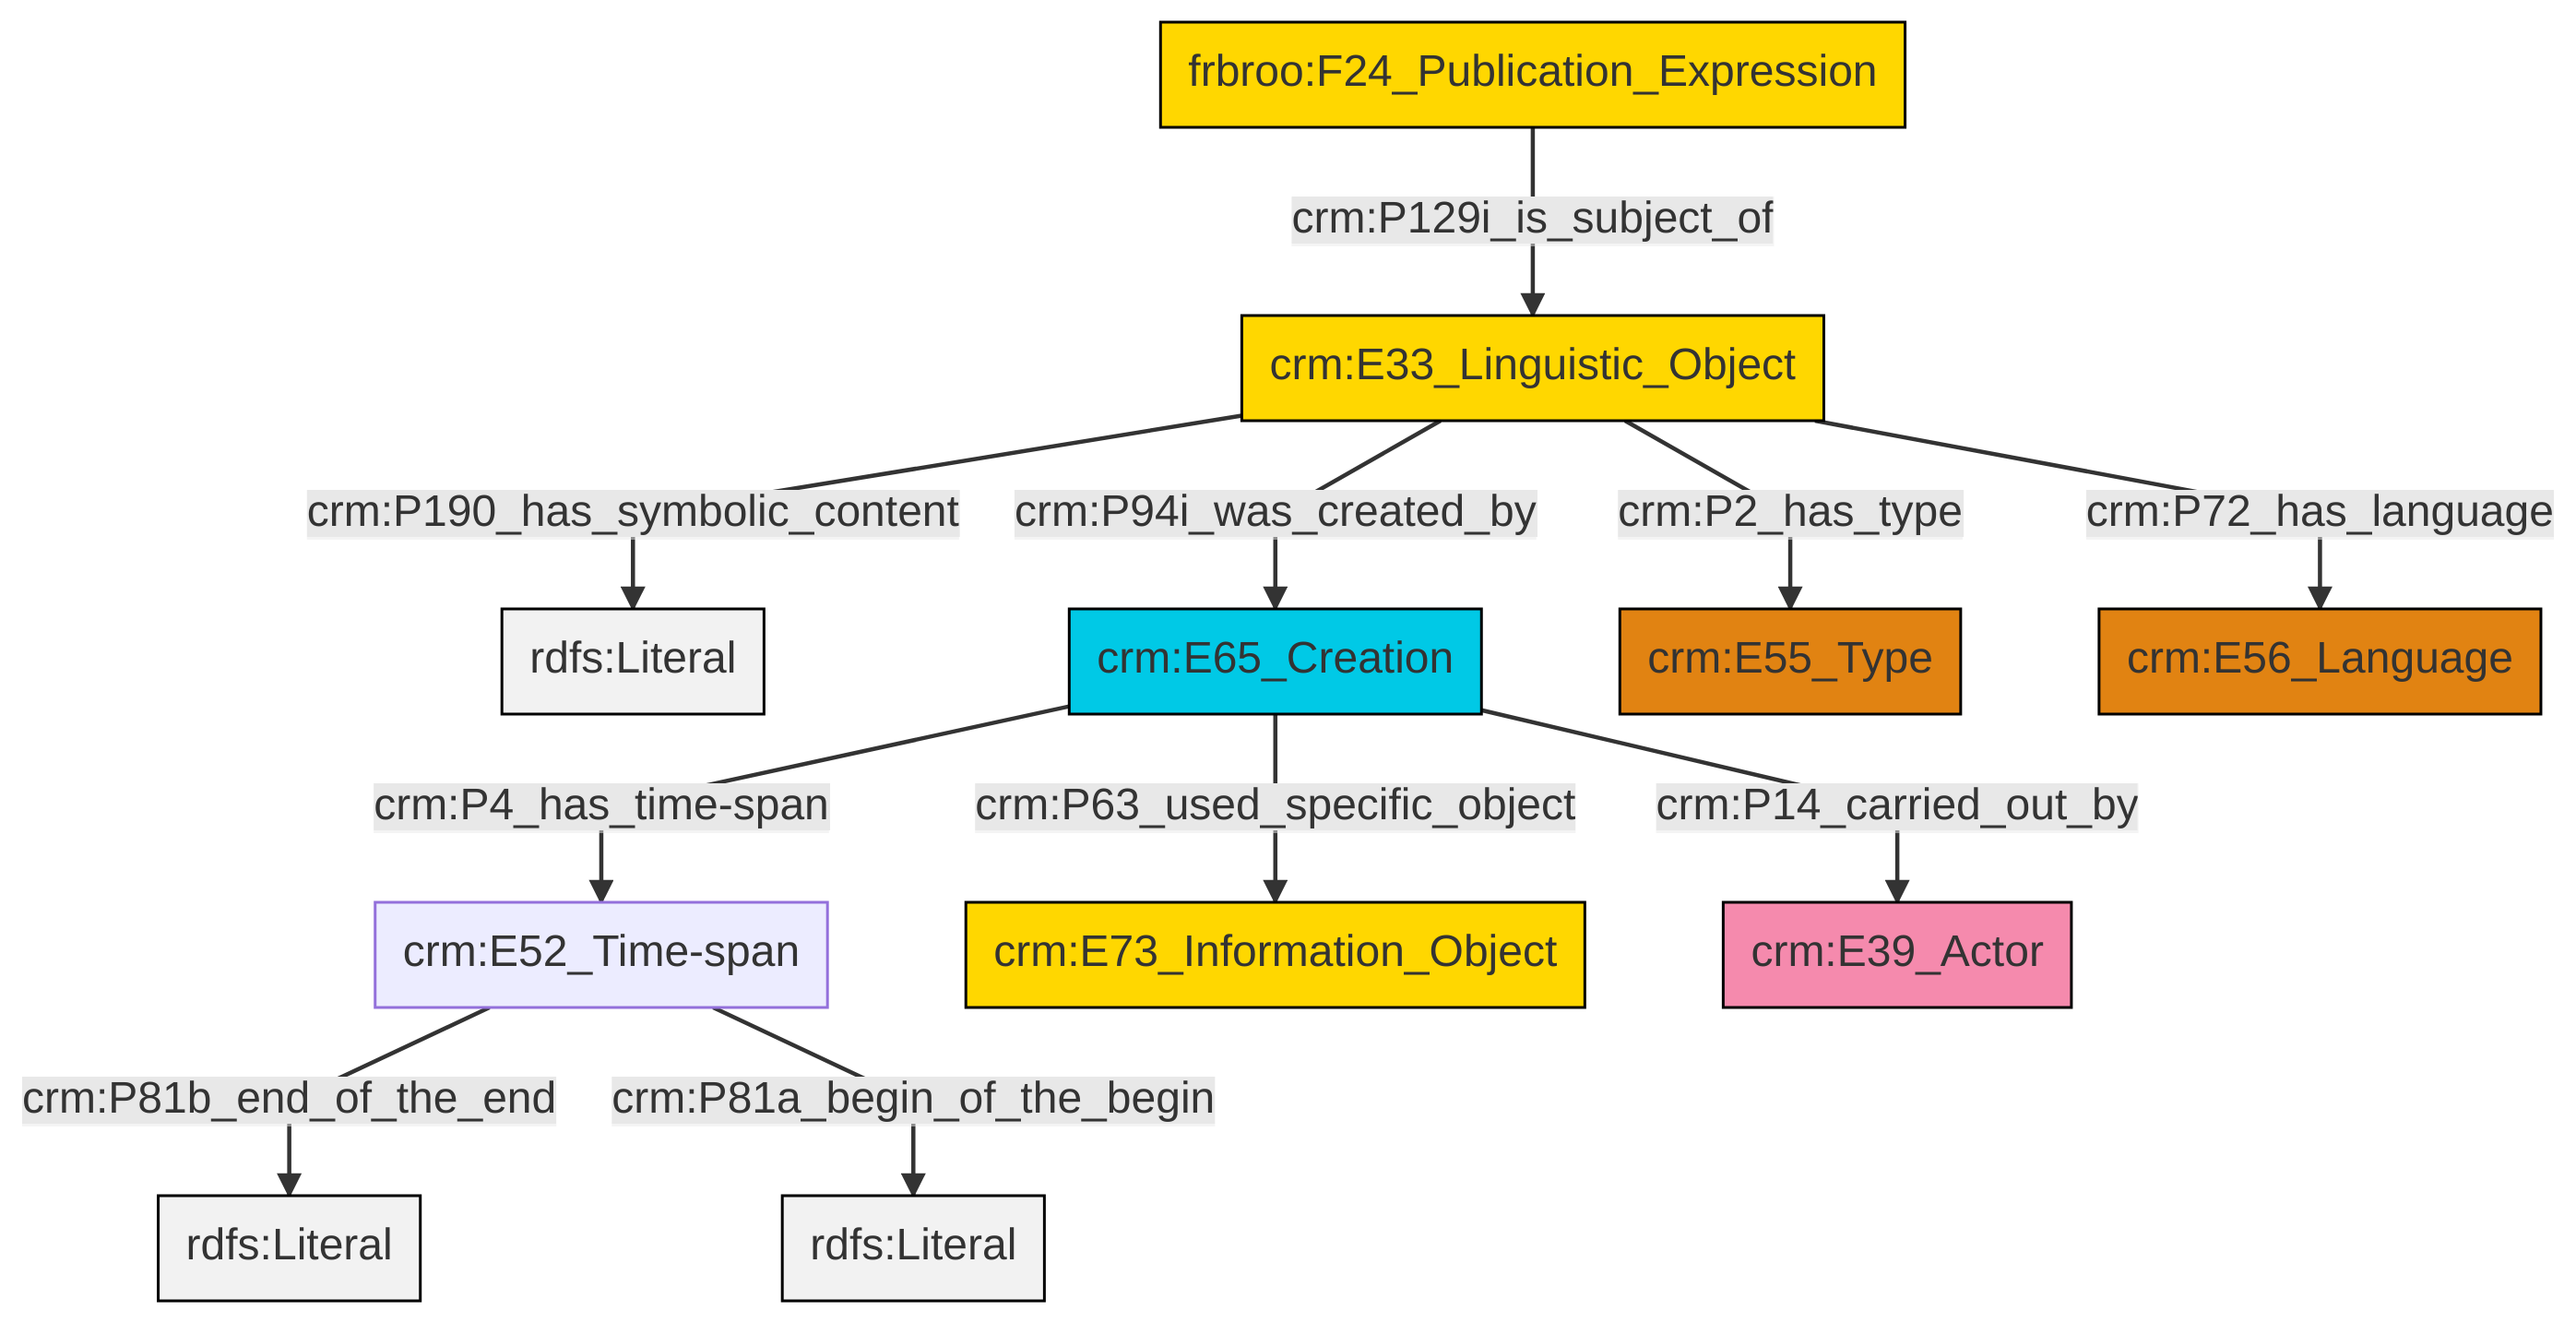 frbroo:F24_Publication_Expression
crm:P129i_is_subject_of
crm:E33_Linguistic_Object
crm:P190_has_symbolic_content
crm:P94i_was_created_by
crm:P2_has_type
crm:P72_has_language
rdfs:Literal
crm:E65_Creation
crm:E55_Type
crm:E56_Language
crm:P4_has_time-span
crm:P63_used_specific_object
crm:P14_carried_out_by
crm:E52_Time-span
crm:E73_Information_Object
crm:E39_Actor
crm:P81b_end_of_the_end
crm:P81a_begin_of_the_begin
rdfs:Literal
rdfs:Literal